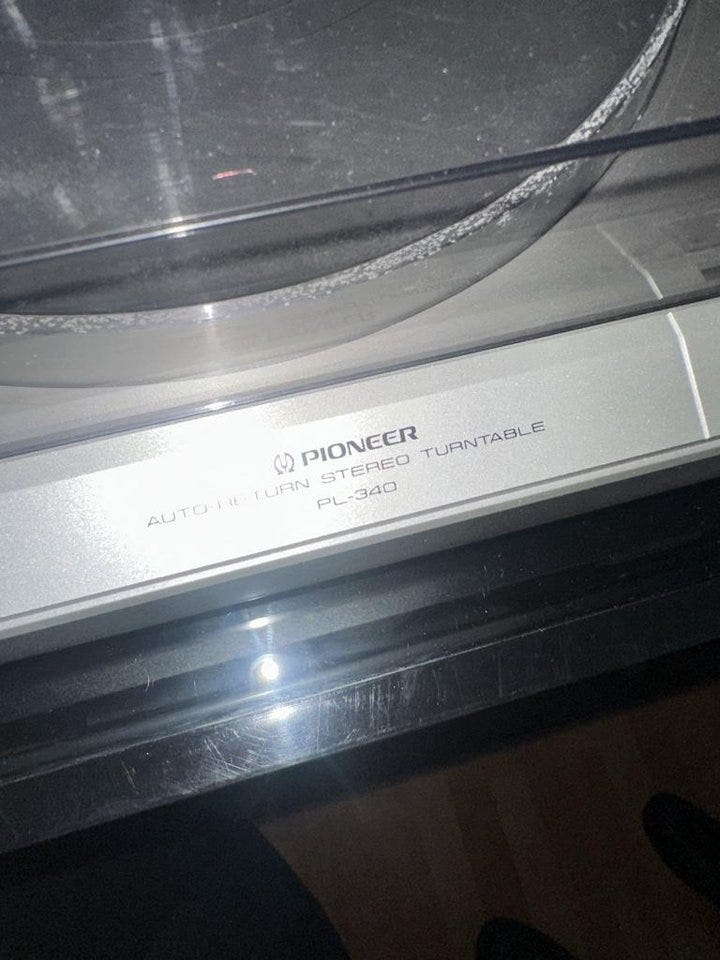 PIONEER
AUTO-RETURN STEREO TURNTABLE
PL-340